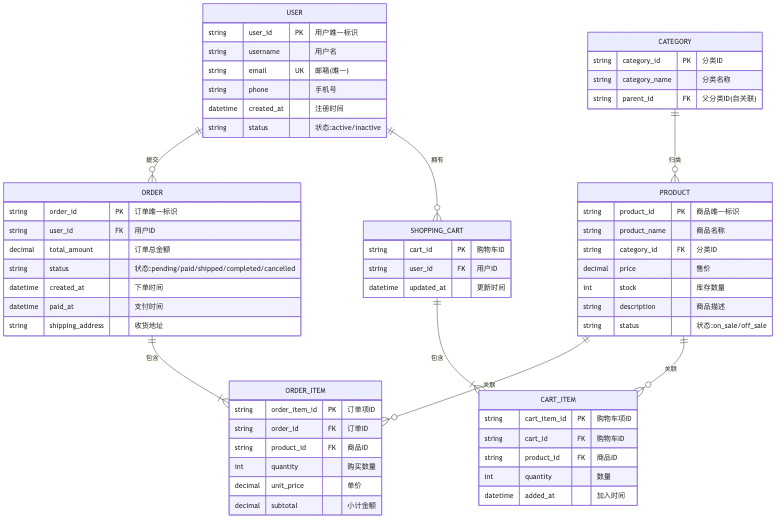 USER
string user_id PK 用户唯一标识
string username 用户名
string email UK 邮箱(唯一)
string phone 手机号
datetime created_at 注册时间
string status 状态:active/inactive
CATEGORY
string category_id PK 分类ID
string category_name 分类名称
string parent_id FK 父分类ID(自关联)
提交
拥有
归类
ORDER
string order_id PK 订单唯一标识
string user_id FK 用户ID
decimal total_amount 订单总金额
string status 状态:pending/paid/shipped/completed/cancelled
datetime created_at 下单时间
datetime paid_at 支付时间
string shipping_address 收货地址
SHOPPING_CART
string cart_id PK 购物车ID
string user_id FK 用户ID
datetime updated_at 更新时间
PRODUCT
string product_id PK 商品唯一标识
string product_name 商品名称
string category_id FK 分类ID
decimal price 售价
int stock 库存数量
string description 商品描述
string status 状态:on_sale/off_sale
包含
包含
关联
关联
ORDER_ITEM
string order_item_id PK 订单项ID
string order_id FK 订单ID
string product_id FK 商品ID
int quantity 购买数量
decimal unit_price 单价
decimal subtotal 小计金额
CART_ITEM
string cart_item_id PK 购物车项ID
string cart_id FK 购物车ID
string product_id FK 商品ID
int quantity 数量
datetime added_at 加入时间